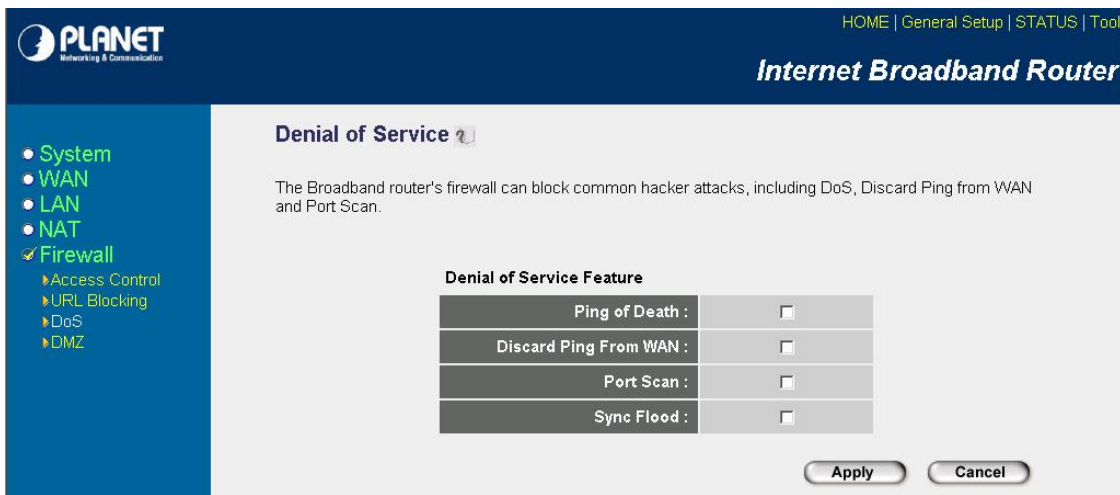 PLANET
Networking & Communication
HOME | General Setup | STATUS | Tool
Internet Broadband Router
System
WAN
LAN
NAT
Firewall
Access Control
URL Blocking
DoS
DMZ
Denial of Service
The Broadband router's firewall can block common hacker attacks, including DoS, Discard Ping from WAN
and Port Scan.
Denial of Service Feature
Ping of Death :
Discard Ping From WAN :
Port Scan :
Sync Flood :
Apply Cancel